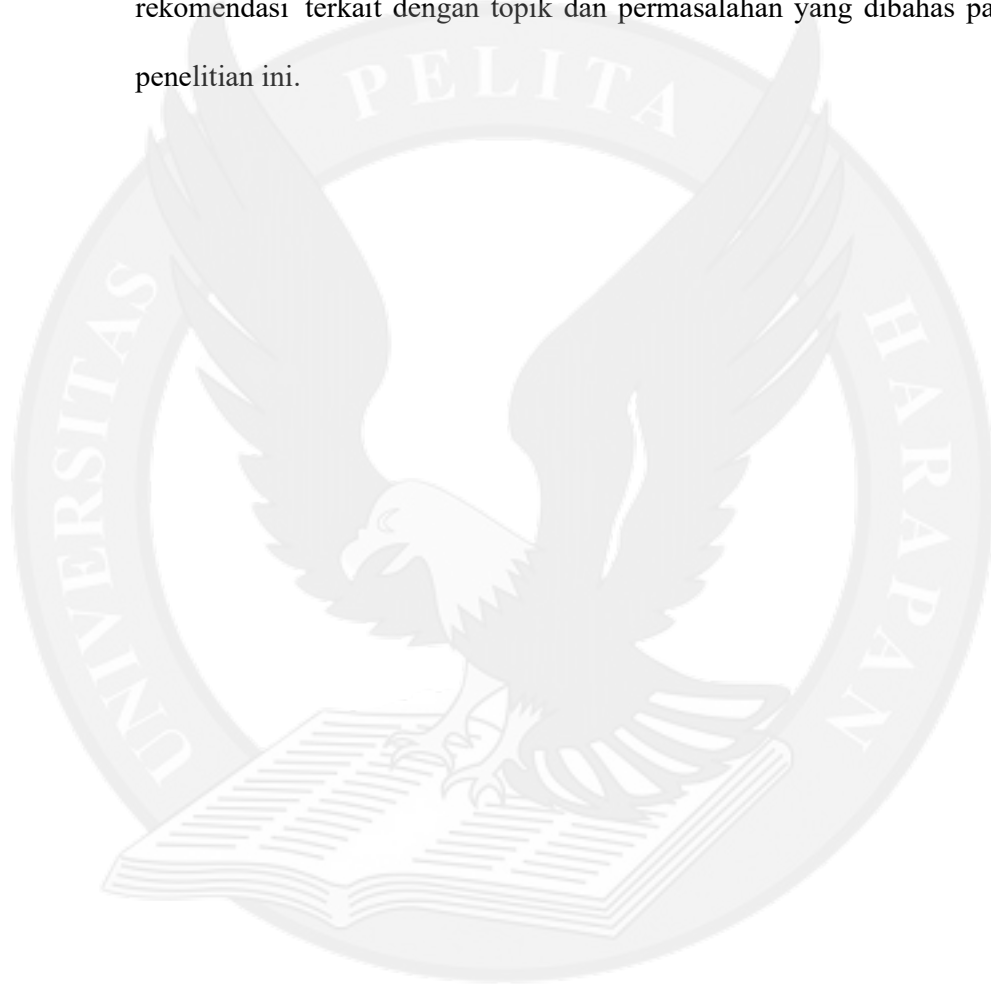 rekomendasi terkait dengan topik dan permasalahan yang dibahas pa
penelitian ini.
PELITA
UNIVERSITAS
HARAPAN